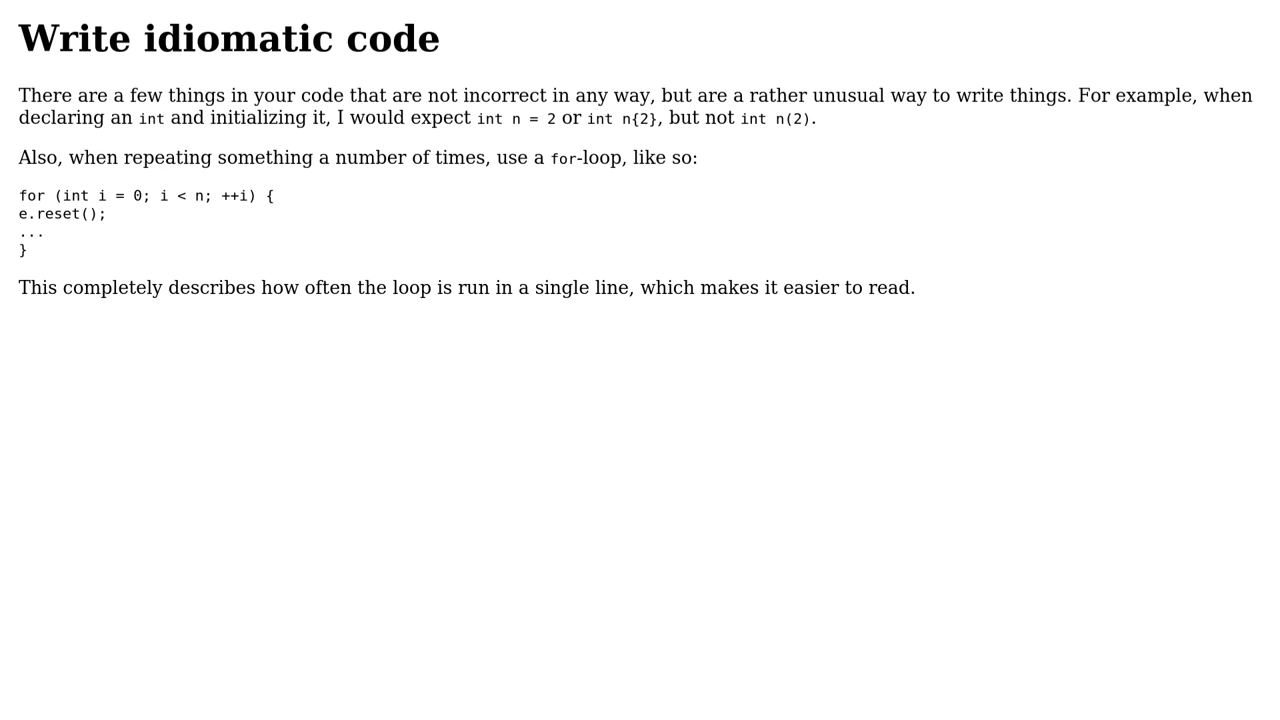 Write idiomatic code
There are a few things in your code that are not incorrect in any way, but are a rather unusual way to write things. For example, when
declaring an int and initializing it, I would expect int n = 2 or int n{2}, but not int n(2).
Also, when repeating something a number of times, use a for-loop, like so:
for (int i = 0; i < n; ++i) {
e.reset();
...
}
This completely describes how often the loop is run in a single line, which makes it easier to read.